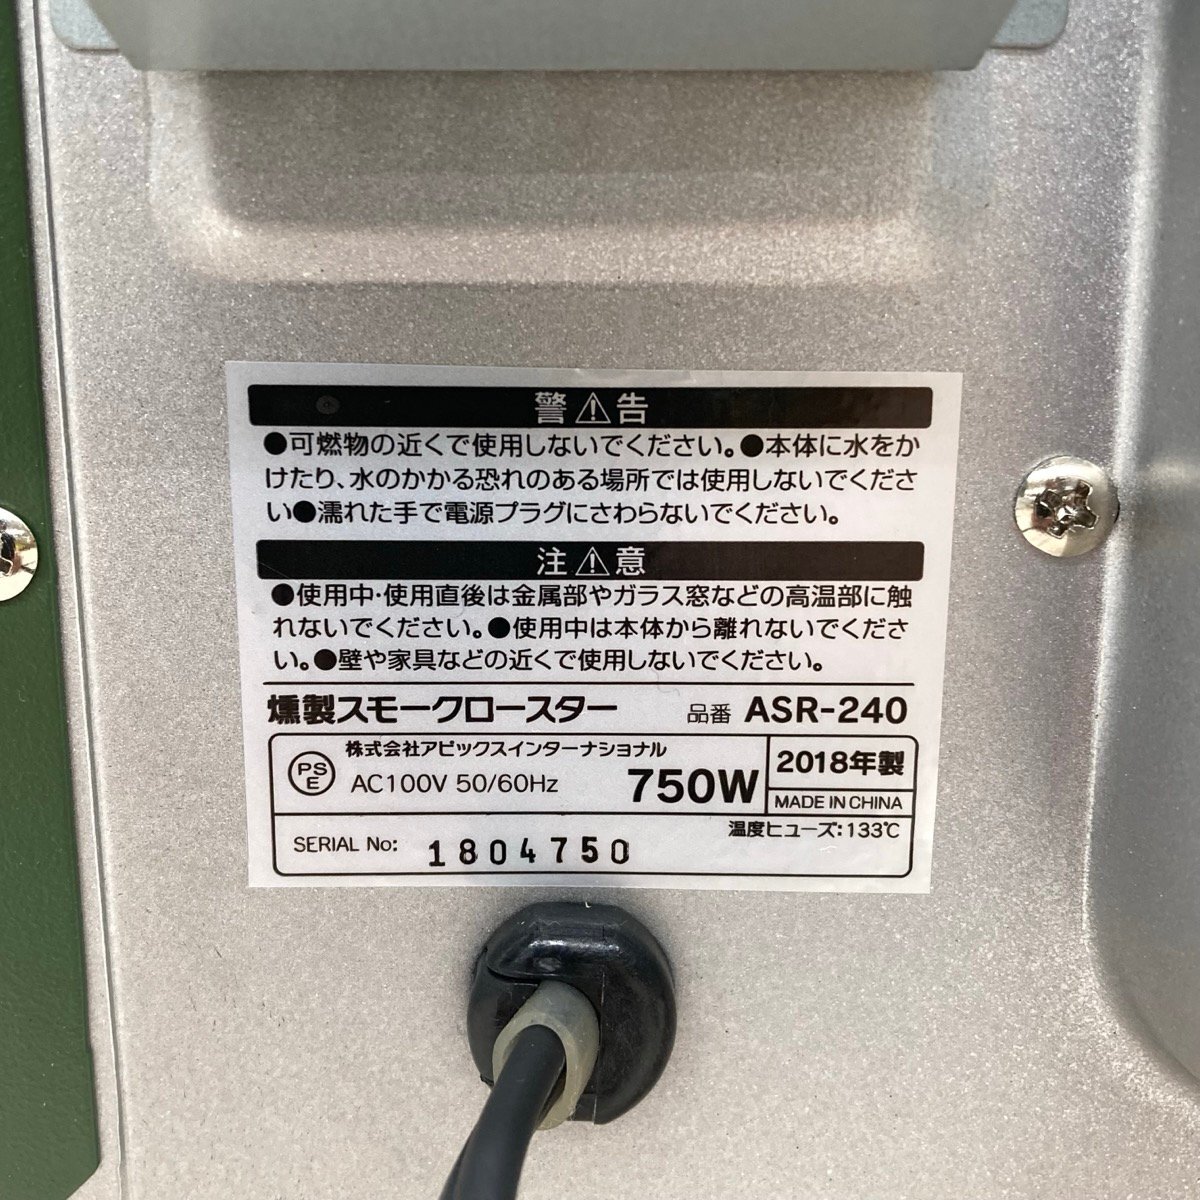 警⚠告
●可燃物の近くで使用しないでください。●本体に水をか
けたり、水のかかる恐れのある場所では使用しないでくださ
い●濡れた手で電源プラグにさわらないでください。
注⚠意
●使用中・使用直後は金属部やガラス窓などの高温部に触
れないでください。●使用中は本体から離れないでくださ
い。●壁や家具などの近くで使用しないでください。
燻製スモークロースター 品番 ASR-240
PSE 株式会社アピックスインターナショナル
AC100V 50/60Hz 750W
2018年製
MADE IN CHINA
温度ヒューズ:133℃
SERIAL No: 1804750